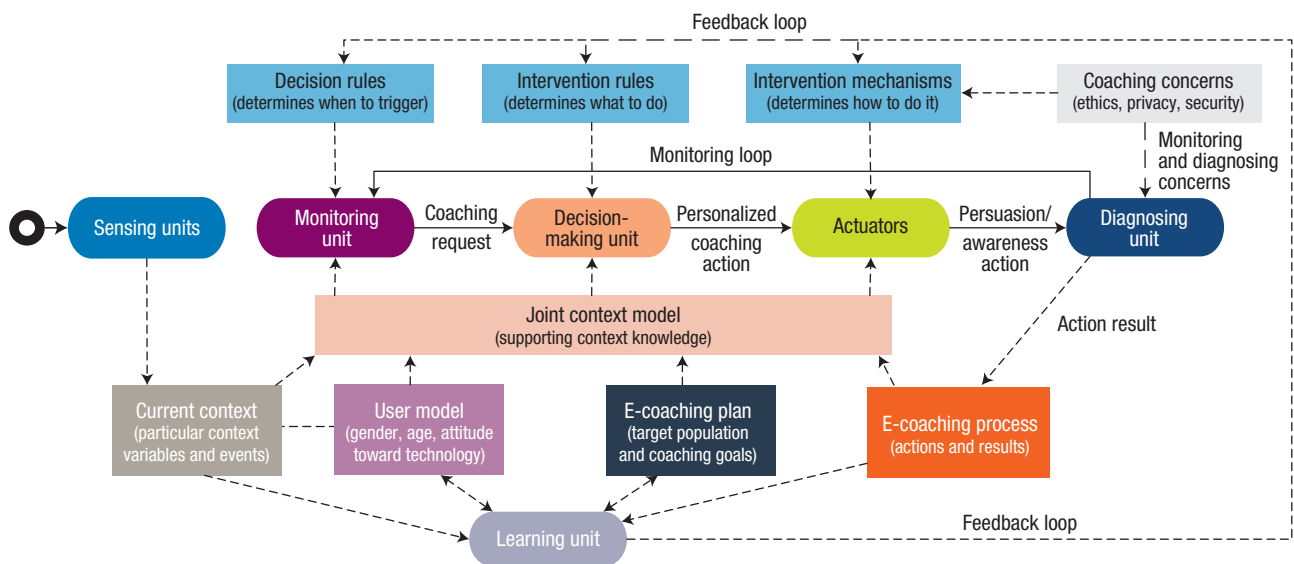 Feedback loop
Decision rules
(determines when to trigger)
Intervention rules
(determines what to do)
Intervention mechanisms
(determines how to do it)
Coaching concerns
(ethics, privacy, security)
Monitoring loop
Monitoring
and diagnosing
concerns
Sensing units
Monitoring
unit
Coaching
request
Decision-
making unit
Personalized
coaching
action
Actuators
Persuasion/
awareness
action
Diagnosing
unit
Joint context model
(supporting context knowledge)
Action result
Current context
(particular context
variables and events)
User model
(gender, age, attitude
toward technology)
E-coaching plan
(target population
and coaching goals)
E-coaching process
(actions and results)
Learning unit
Feedback loop